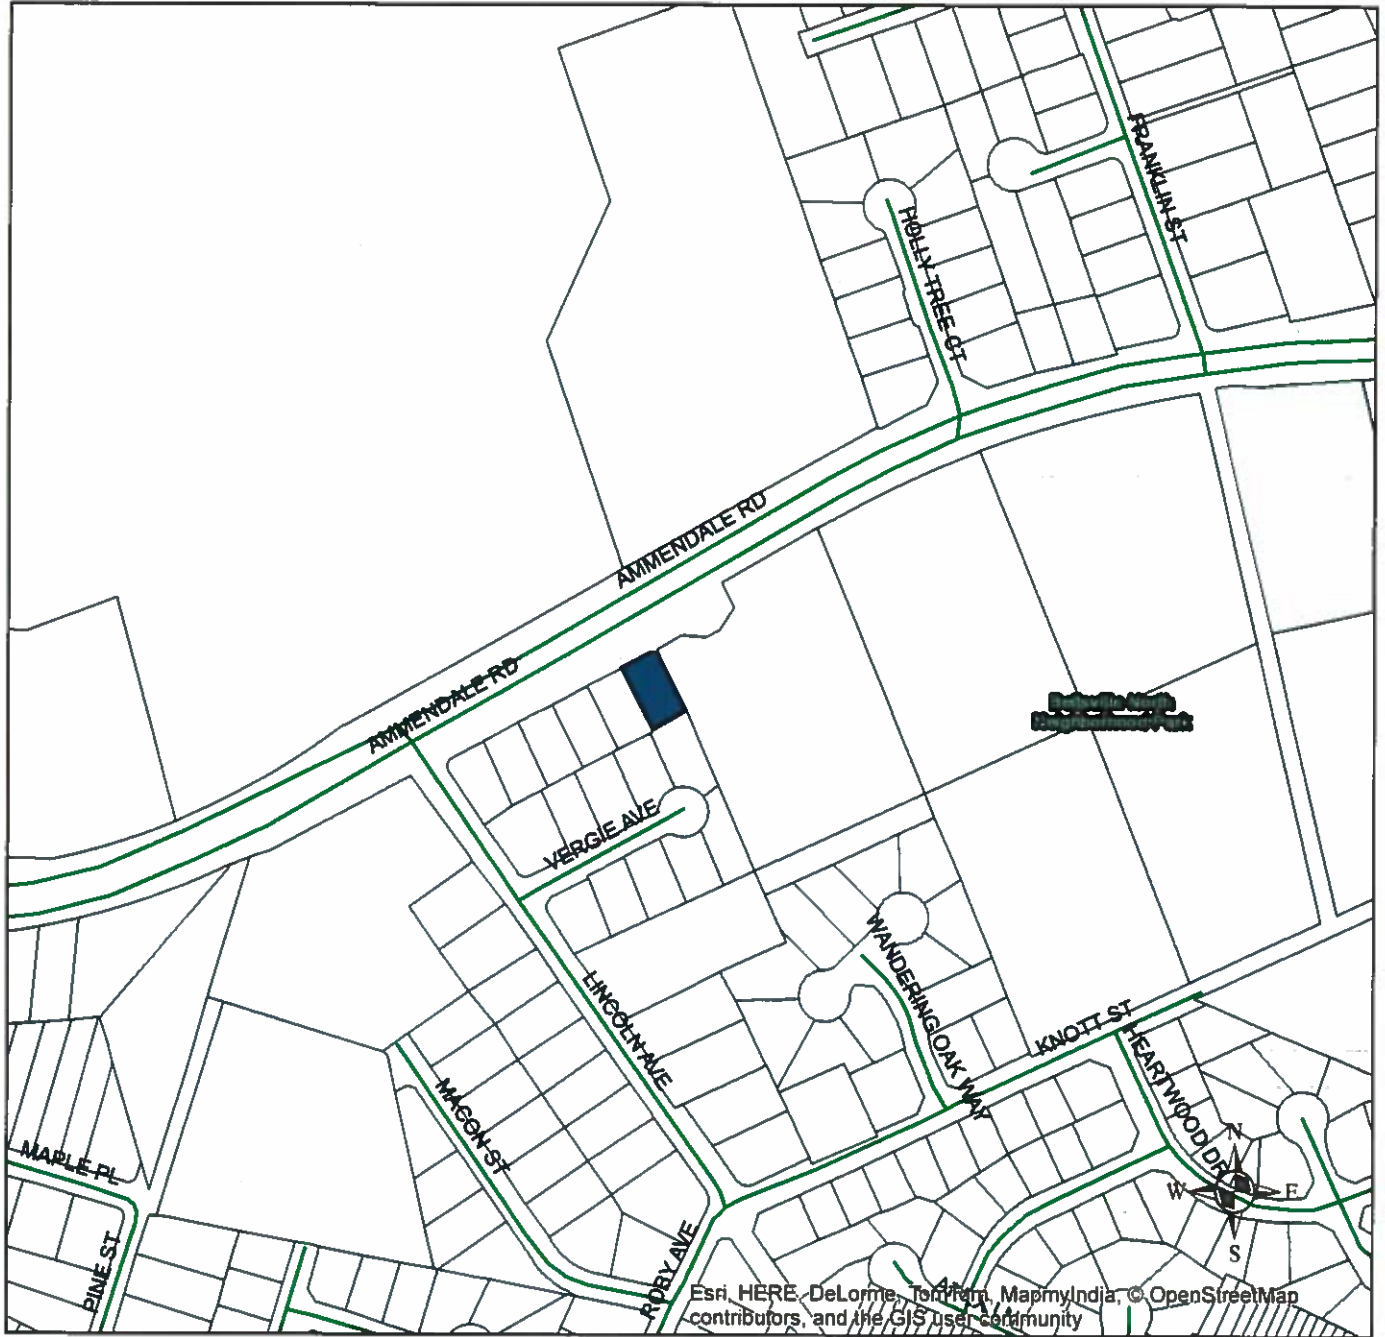 FRANKLIN ST
HOLLY TREE CT
AMMENDALE RD
AMMENDALE RD
VERGIE AVE
WANDERING OAK WAY
LINCOLN AVE
KNOTT ST
HEARTWOOD DR
MACON ST
MAPLE PL
PINE ST
ROBY AVE
N
W
E
S
Esri, HERE, DeLorme, TomTom, MapmyIndia, © OpenStreetMap
contributors, and the GIS user community